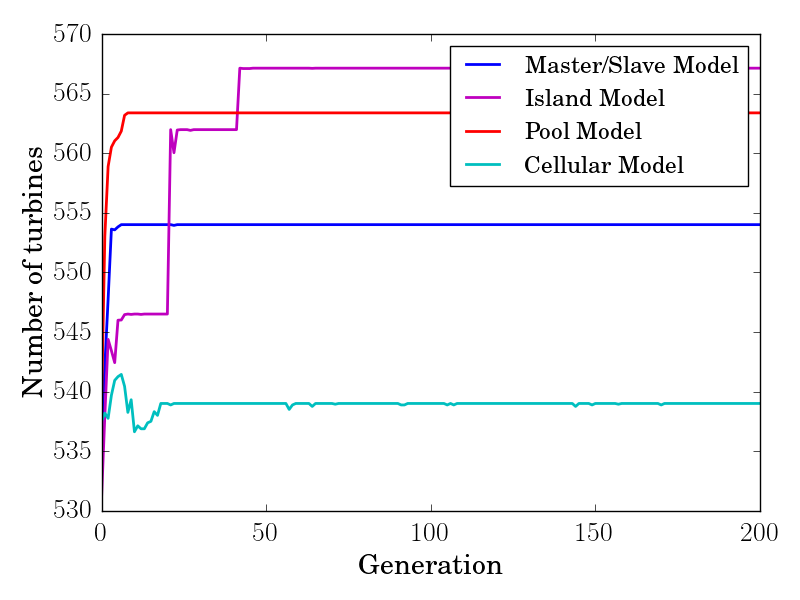 570
565
560
555
550
545
540
535
530
Number of turbines
Master/Slave Model
Island Model
Pool Model
Cellular Model
0
50
100
150
200
Generation